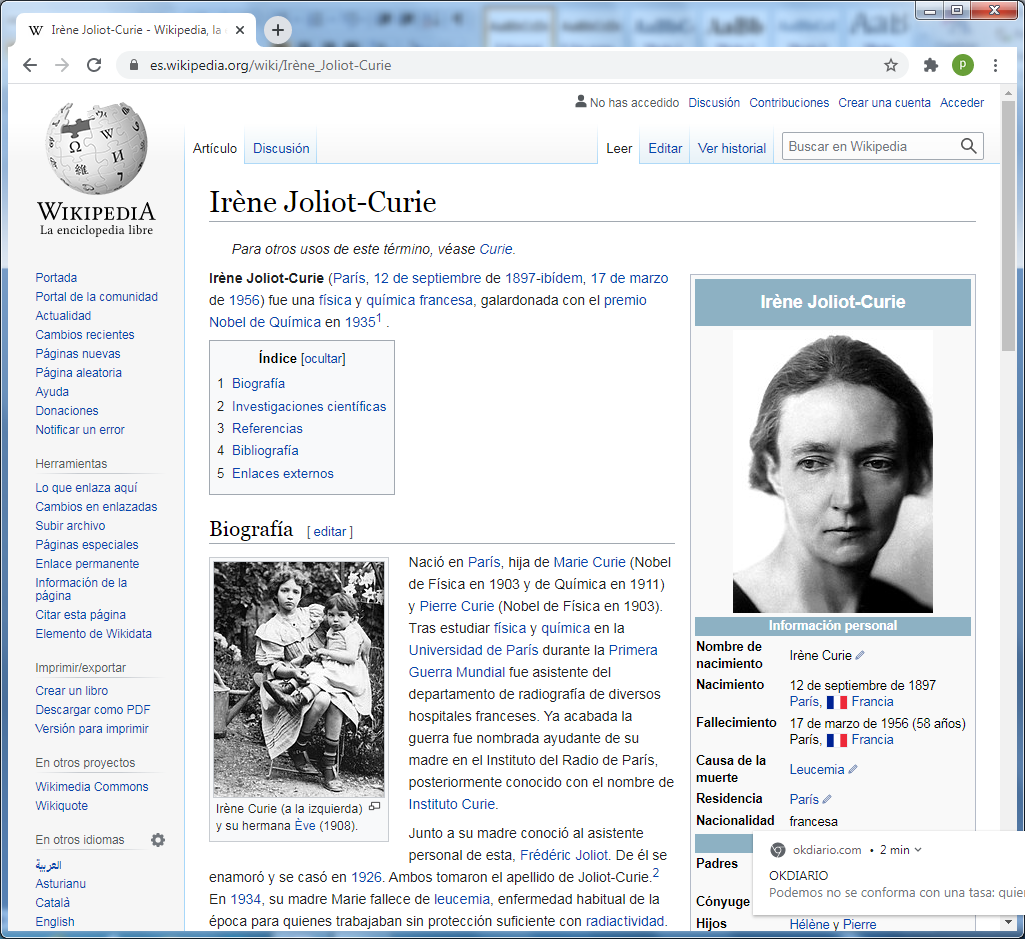 Irène Joliot-Curie - Wikipedia, la
es.wikipedia.org/wiki/Irène_Joliot-Curie
P
No has accedido Discusión Contribuciones Crear una cuenta Acceder
Artículo Discusión Leer Editar Ver historial Buscar en Wikipedia
WIKIPEDIA
La enciclopedia libre
Portada
Portal de la comunidad
Actualidad
Cambios recientes
Páginas nuevas
Página aleatoria
Ayuda
Donaciones
Notificar un error
Herramientas
Lo que enlaza aquí
Cambios en enlazadas
Subir archivo
Páginas especiales
Enlace permanente
Información de la
página
Citar esta página
Elemento de Wikidata
Imprimir/exportar
Crear un libro
Descargar como PDF
Versión para imprimir
En otros proyectos
Wikimedia Commons
Wikiquote
En otros idiomas
العربية
Asturianu
Català
English
Irène Joliot-Curie
Para otros usos de este término, véase Curie.
Irène Joliot-Curie (París, 12 de septiembre de 1897-ibídem, 17 de marzo
de 1956) fue una física y química francesa, galardonada con el premio
Nobel de Química en 1935¹ .
Índice [ocultar]
1 Biografía
2 Investigaciones científicas
3 Referencias
4 Bibliografía
5 Enlaces externos
Biografía [ editar ]
Irène Curie (a la izquierda)
y su hermana Ève (1908).
Nació en París, hija de Marie Curie (Nobel
de Física en 1903 y de Química en 1911)
y Pierre Curie (Nobel de Física en 1903).
Tras estudiar física y química en la
Universidad de París durante la Primera
Guerra Mundial fue asistente del
departamento de radiografía de diversos
hospitales franceses. Ya acabada la
guerra fue nombrada ayudante de su
madre en el Instituto del Radio de París,
posteriormente conocido con el nombre de
Instituto Curie.
Junto a su madre conoció al asistente
personal de esta, Frédéric Joliot. De él se
enamoró y se casó en 1926. Ambos tomaron el apellido de Joliot-Curie.²
En 1934, su madre Marie fallece de leucemia, enfermedad habitual de la
época para quienes trabajaban sin protección suficiente con radiactividad.
Irène Joliot-Curie
Información personal
Nombre de
nacimiento Irène Curie
Nacimiento 12 de septiembre de 1897
París, Francia
Fallecimiento 17 de marzo de 1956 (58 años)
París, Francia
Causa de la
muerte Leucemia
Residencia París
Nacionalidad francesa
Padres
Cónyuge
Hijos Hélène y Pierre
okdiario.com • 2 min
OKDIARIO
Podemos no se conforma con una tasa: quie